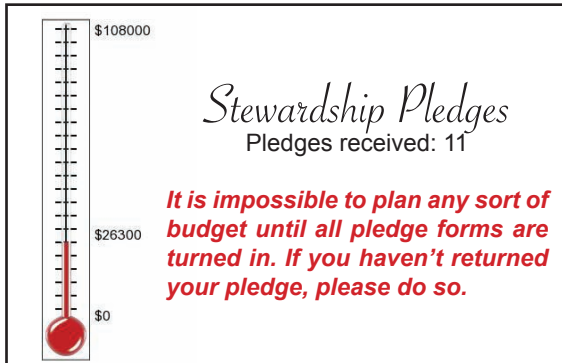 $108000
Stewardship Pledges
Pledges received: 11
It is impossible to plan any sort of
budget until all pledge forms are
turned in. If you haven’t returned
your pledge, please do so.
$26300
$0